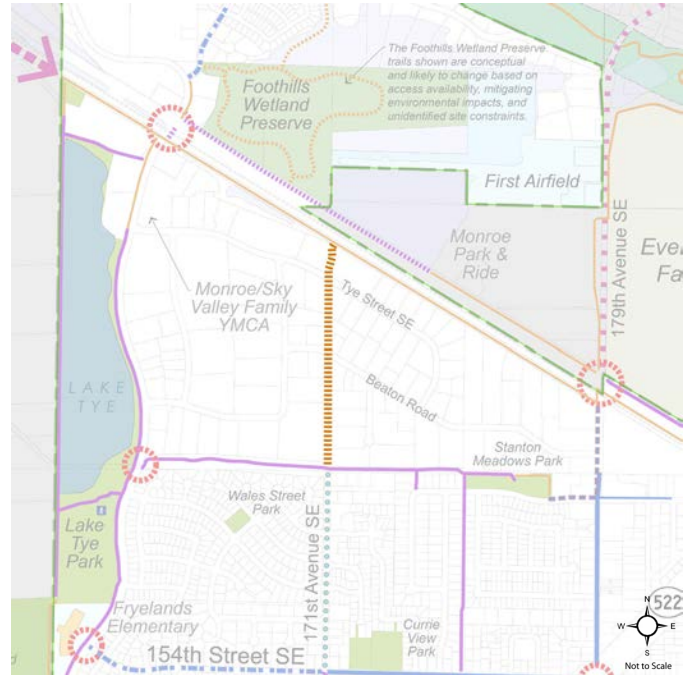 The Foothills Wetland Preserve
trails shown are conceptual
and likely to change based on
access availability, mitigating
environmental impacts, and
unidentified site constraints.
Foothills
Wetland
Preserve
First Airfield
179th Avenue SE
Monroe
Park &
Ride
Ever
Fa
Monroe/Sky
Valley Family
YMCA
Tye Street SE
Beaton Road
LAKE
TYE
Stanton
Meadows Park
Wales Street
Park
171st Avenue SE
Lake
Tye
Park
Fryelands
Elementary
154th Street SE
Currie
View
Park
522
N
W
E
S
Not to Scale
d